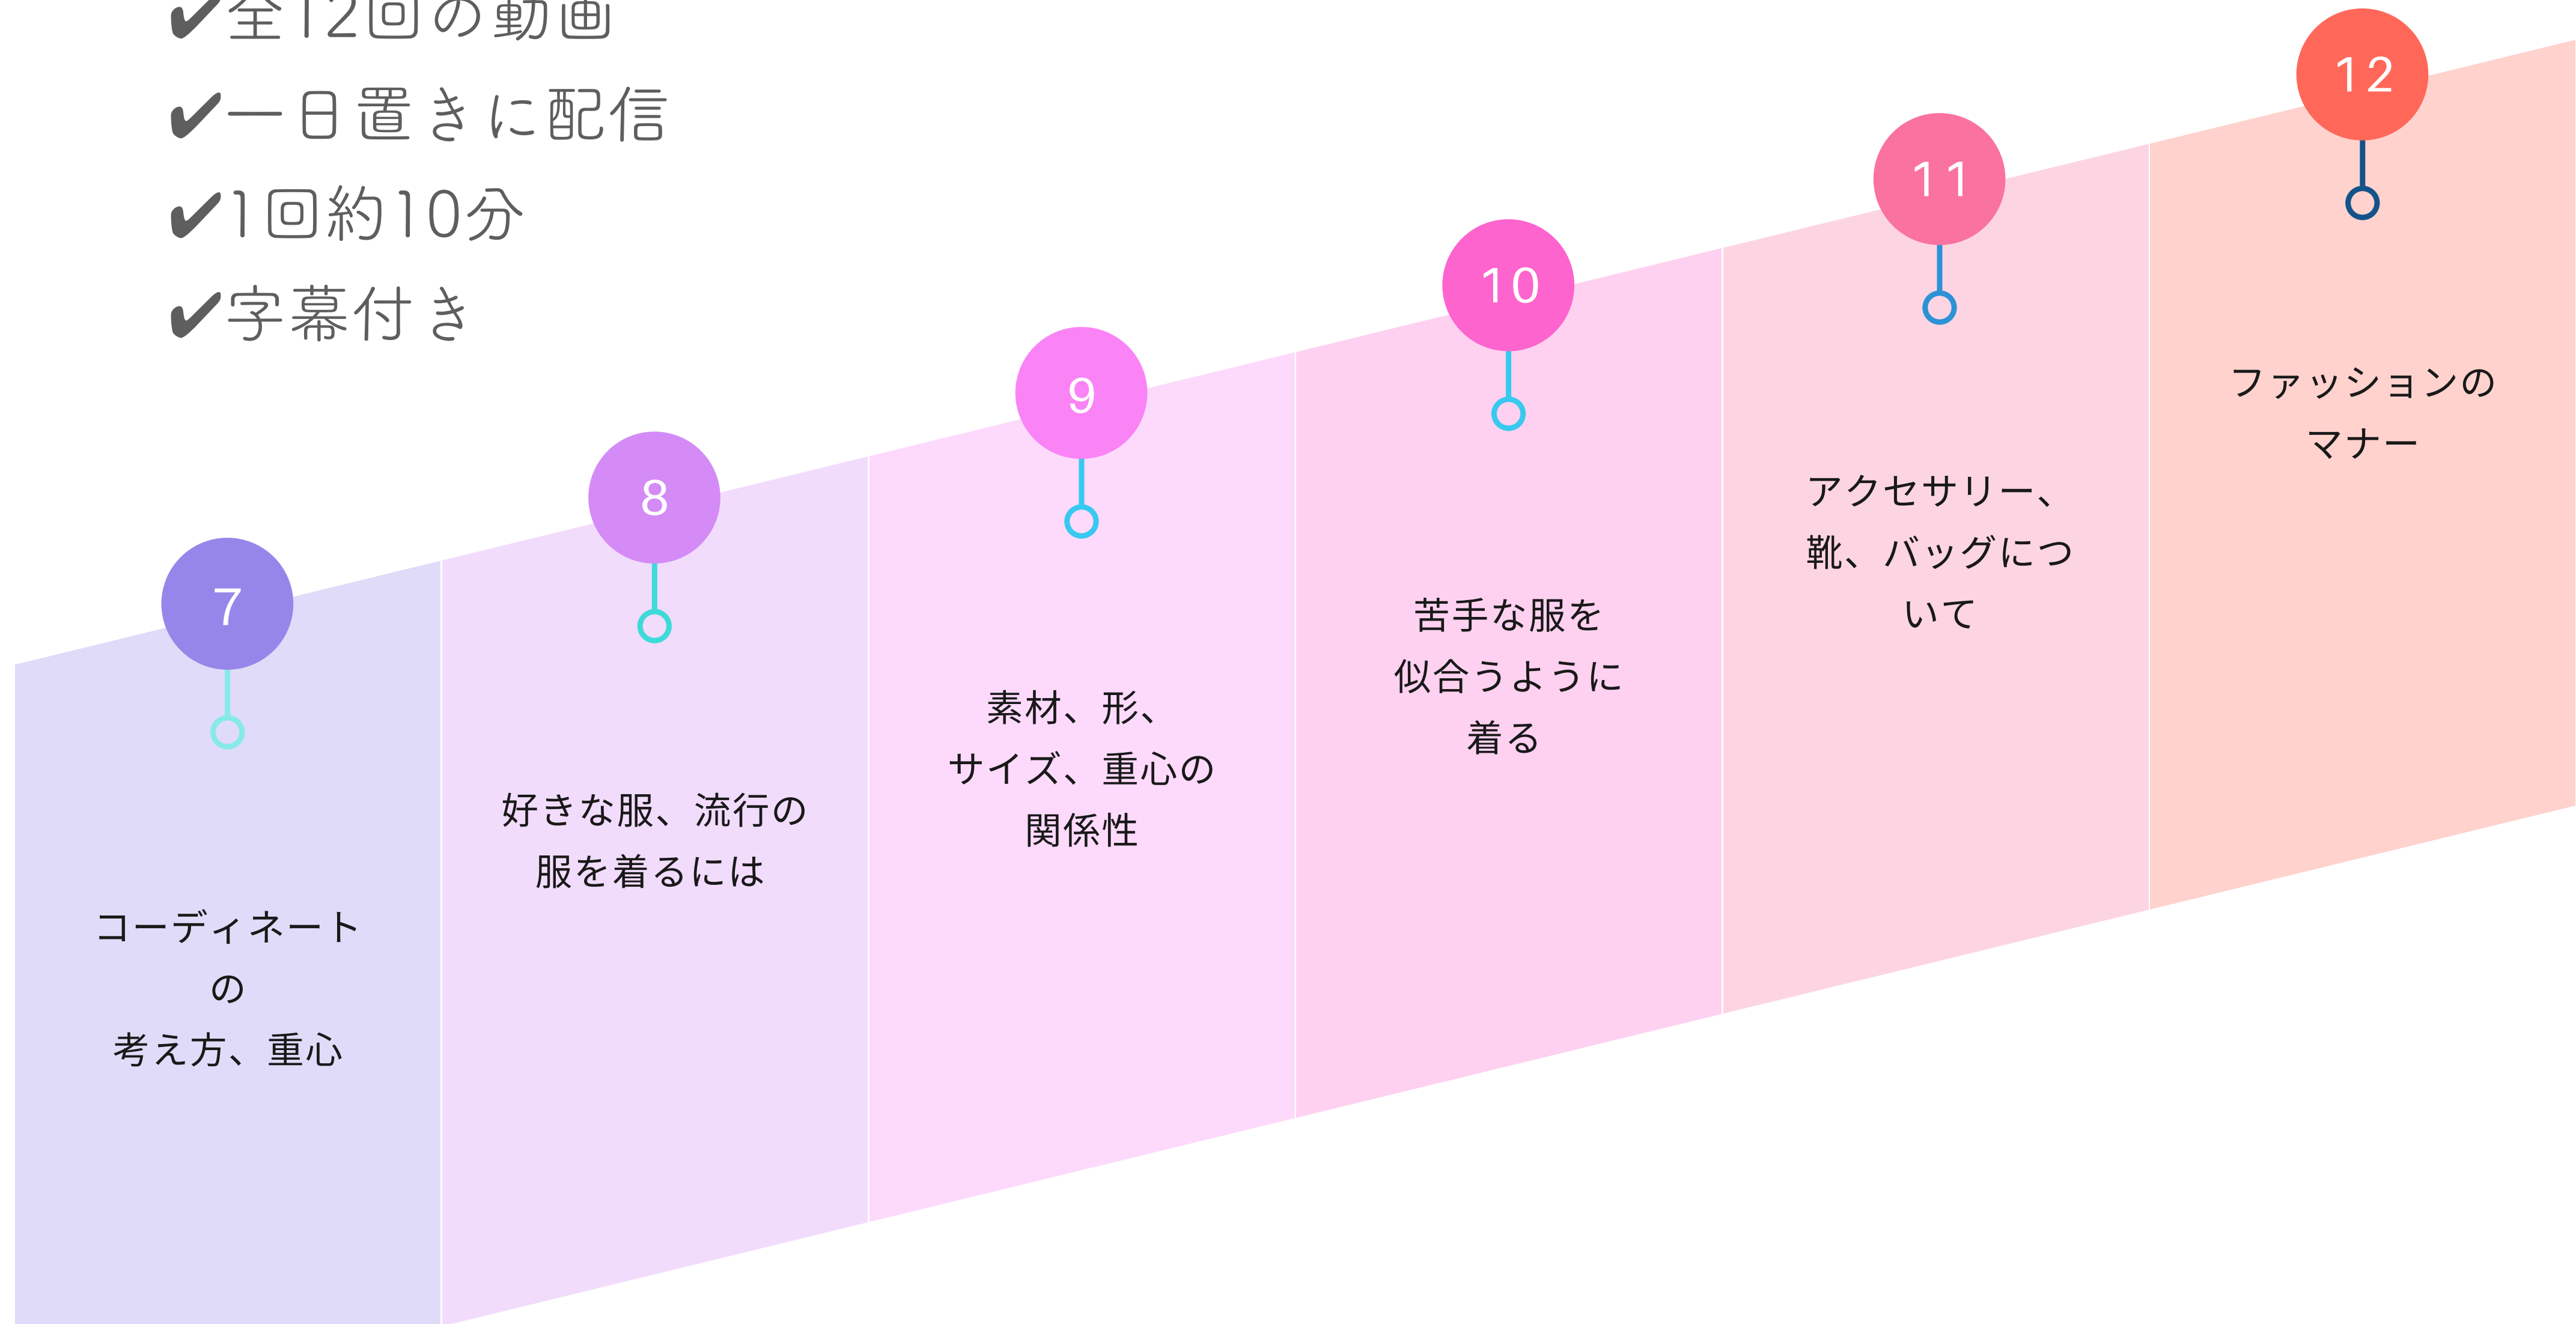 ✔全12回の動画
✔一日置きに配信
✔1回約10分
✔字幕付き
7
コーディネート
の
考え方、重心
8
好きな服、流行の
服を着るには
9
素材、形、
サイズ、重心の
関係性
10
苦手な服を
似合うように
着る
11
アクセサリー、
靴、バッグにつ
いて
12
ファッションの
マナー